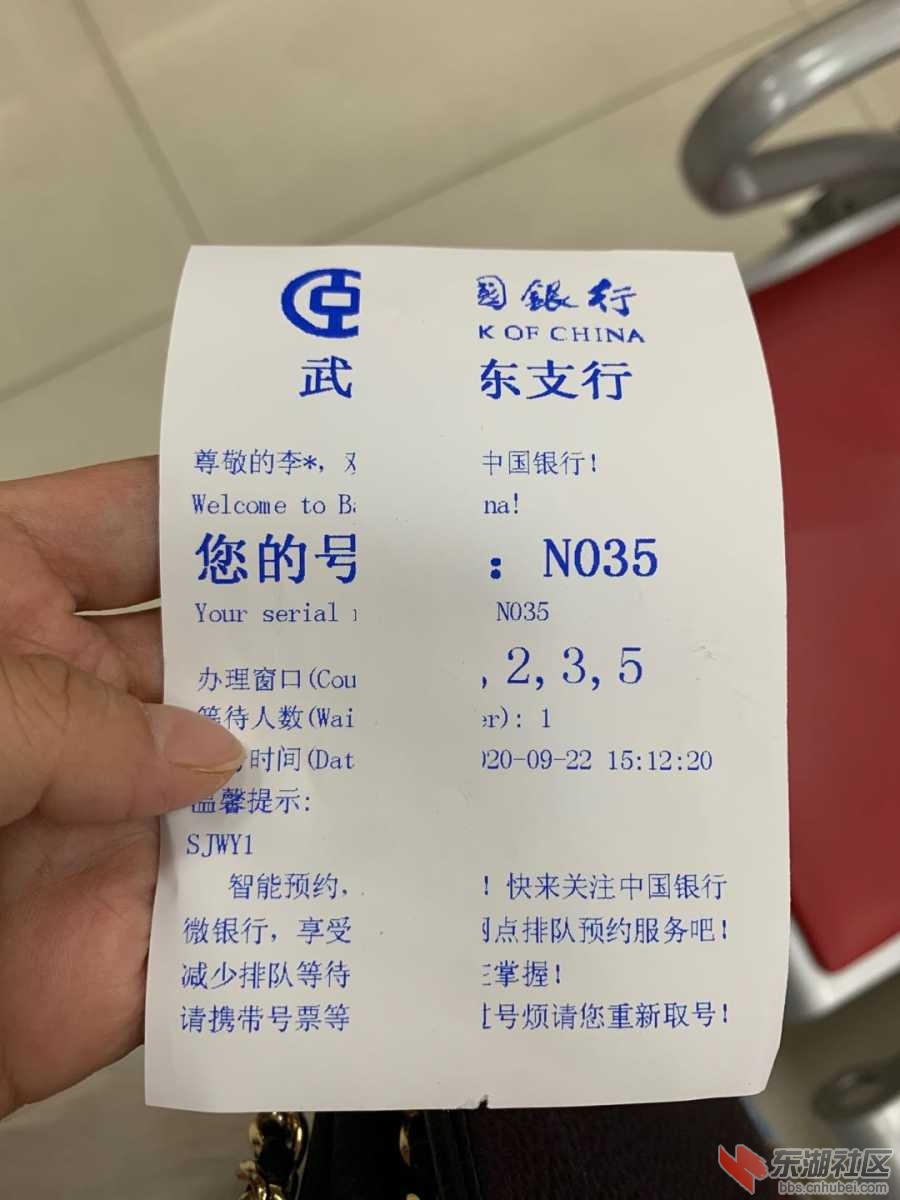 國銀行
K OF CHINA
武 东支行
尊敬的李*, 中国银行!
Welcome to Ba na!
您的号 : N035
Your serial N035
办理窗口(Cou , 2, 3, 5
等待人数(Wai er): 1
时间(Dat 020-09-22 15:12:20
温馨提示:
SJWY1
智能预约, ! 快来关注中国银行
微银行, 享受 网点排队预约服务吧!
减少排队等待 掌握!
请携带号票等 过号烦请您重新取号!
东湖社区
bbs.cnhubei.com